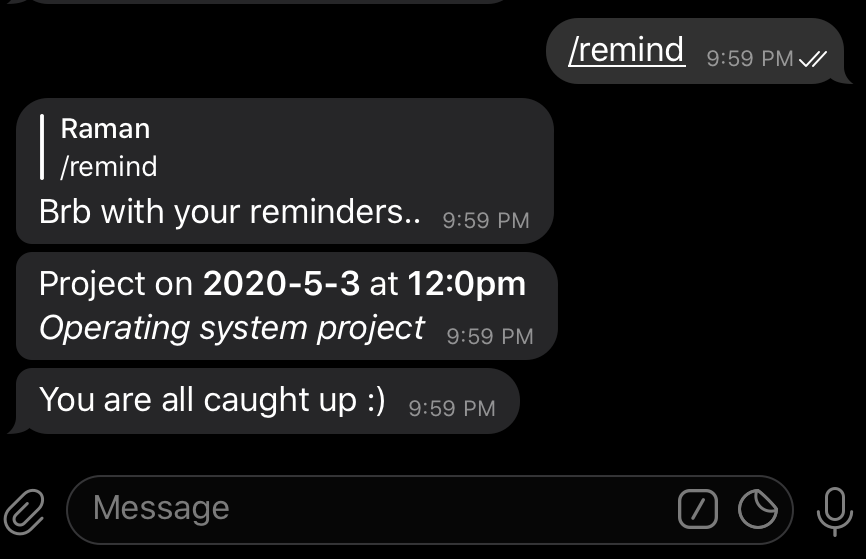 /remind 9:59 PM
Raman
/remind
Brb with your reminders.. 9:59 PM
Project on 2020-5-3 at 12:0pm
Operating system project 9:59 PM
You are all caught up :) 9:59 PM
Message